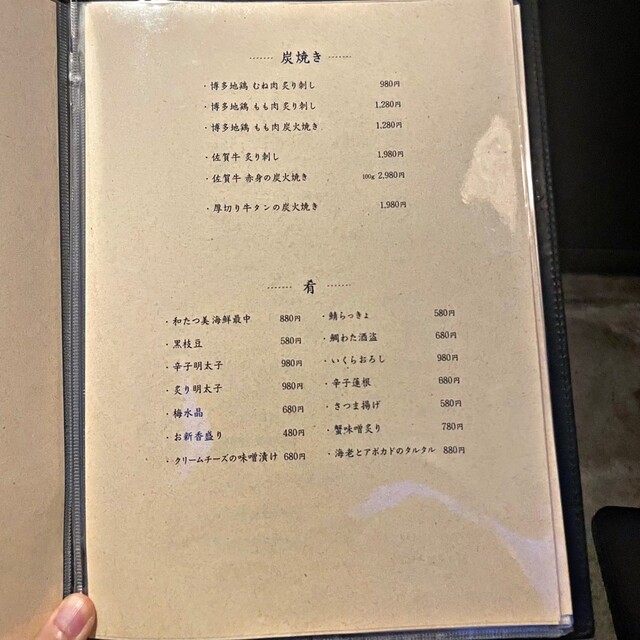 炭焼き
・博多地鶏 むね肉 炙り刺し 980円
・博多地鶏 もも肉 炙り刺し 1,280円
・博多地鶏 もも肉 炭火焼き 1,280円
・佐賀牛 炙り刺し 1,980円
・佐賀牛 赤身の炭火焼き 100g 2,980円
・厚切り牛タンの炭火焼き 1,980円
肴
・和たつ美 海鮮最中 880円
・黒枝豆 580円
・辛子明太子 980円
・炙り明太子 980円
・梅水晶 680円
・お新香盛り 480円
・クリームチーズの味噌漬け 680円
・鯖らっきょ 580円
・鯛わた酒盗 680円
・いくらおろし 980円
・辛子蓮根 680円
・さつま揚げ 580円
・蟹味噌炙り 780円
・海老とアボカドのタルタル 880円